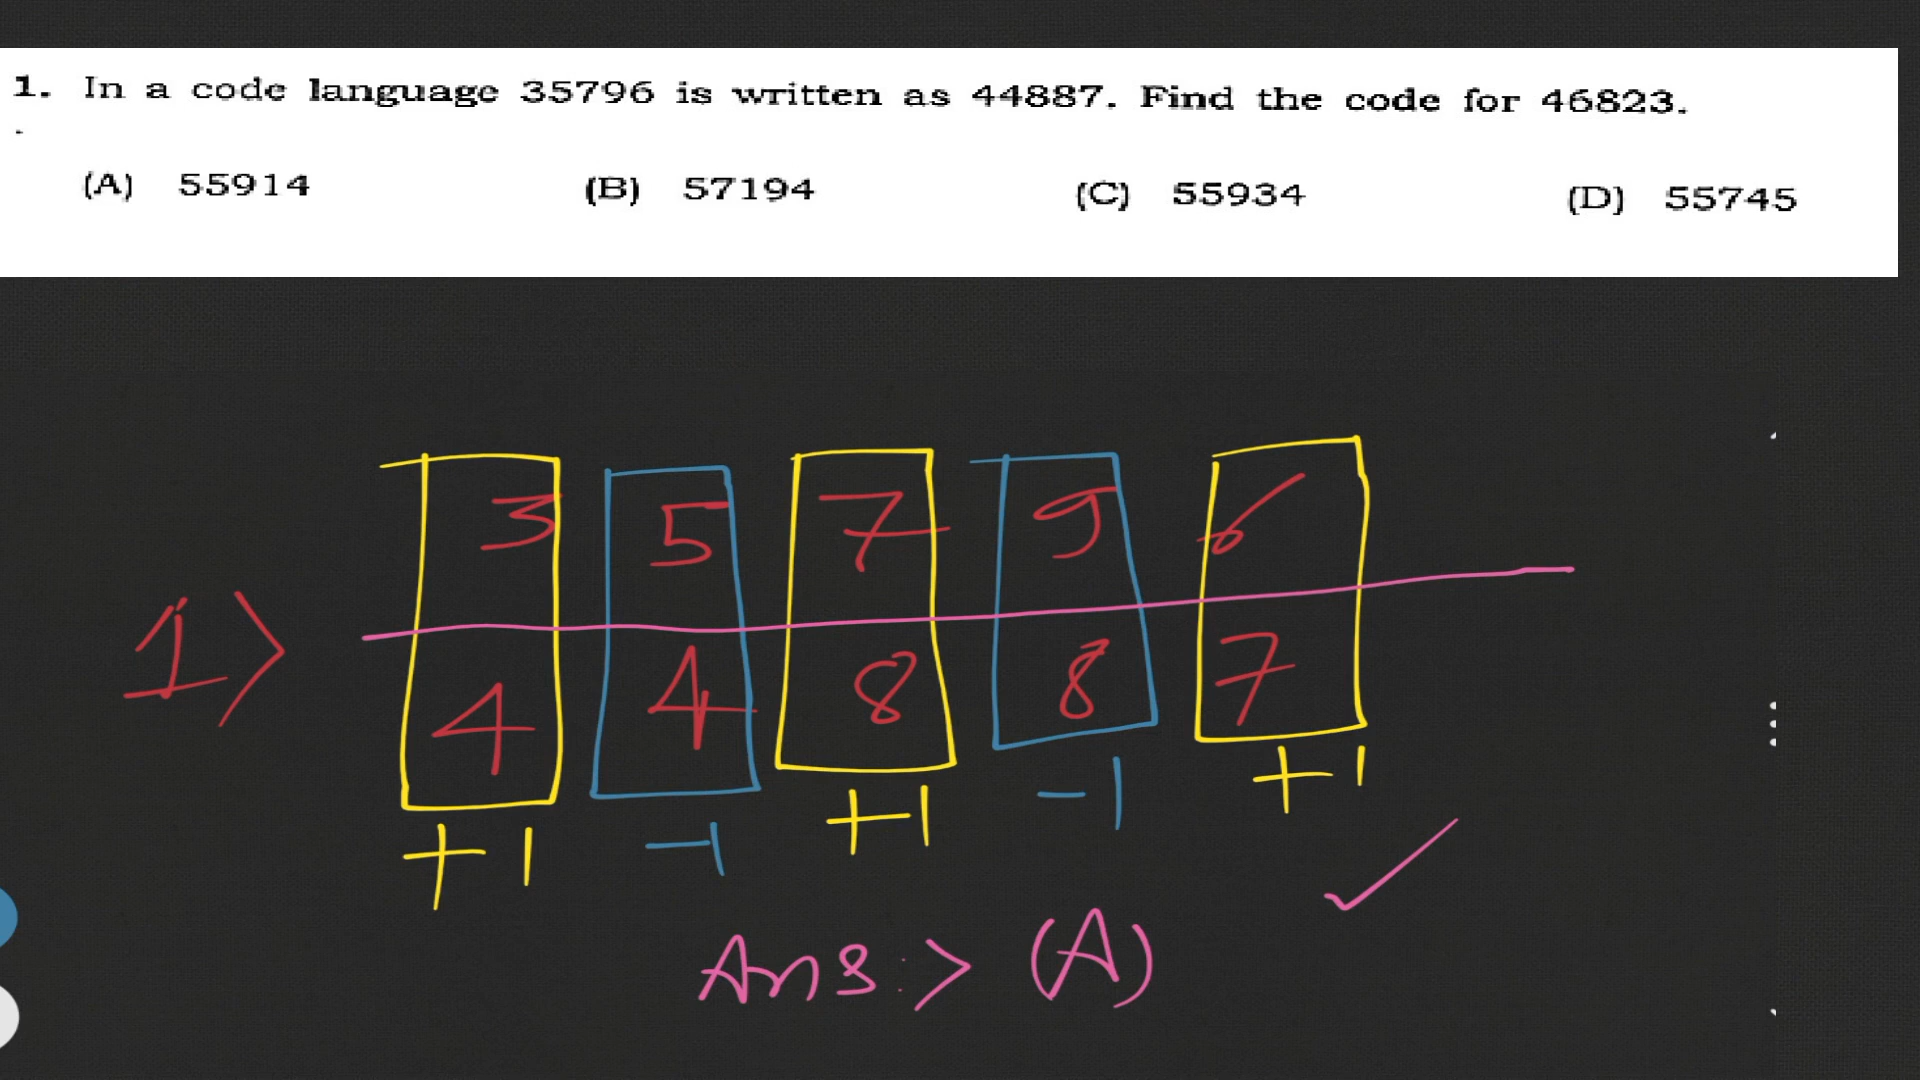 1. In a code language 35796 is written as 44887. Find the code for 46823.
(A) 55914 (B) 57194 (C) 55934 (D) 55745
3 5 7 9 6
1> 4 4 8 8 7
+1 -1 +1 -1 +1
Ans :> (A)